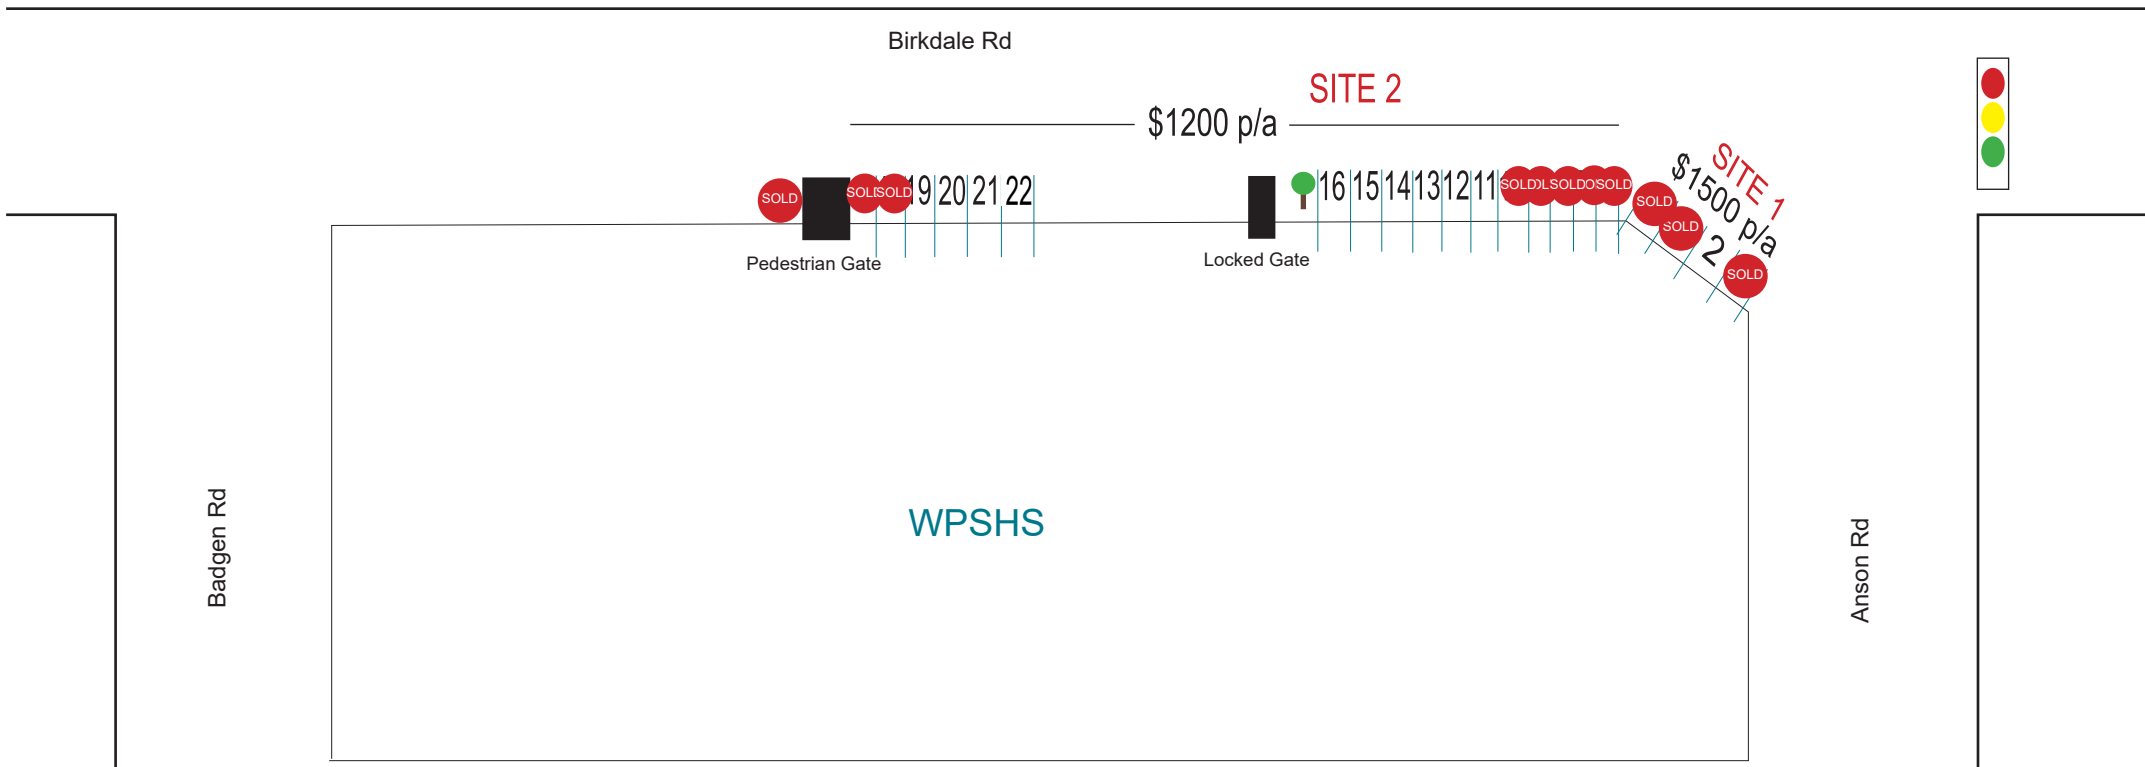 Birkdale Rd
SITE 2
$1200 p/a
SITE 1
$1500 p/a
SOLD
SOLD
SOLD
19
20
21
22
16
15
14
13
12
11
SOLD
SOLD
SOLD
SOLD
SOLD
2
SOLD
Pedestrian Gate
Locked Gate
WPSHS
Badgen Rd
Anson Rd